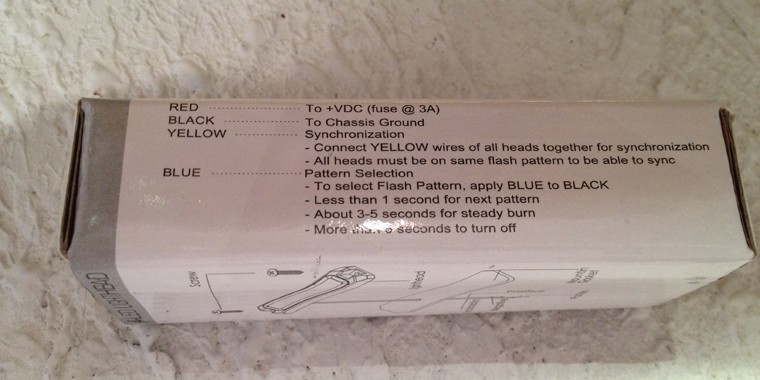 RED ........................ To +VDC (fuse @ 3A)
BLACK ............ To Chassis Ground
YELLOW .................. Synchronization
- Connect YELLOW wires of all heads together for synchronization
- All heads must be on same flash pattern to be able to sync
BLUE ........................ Pattern Selection
- To select Flash Pattern, apply BLUE to BLACK
- Less than 1 second for next pattern
- About 3-5 seconds for steady burn
- More than seconds to turn off
Screw